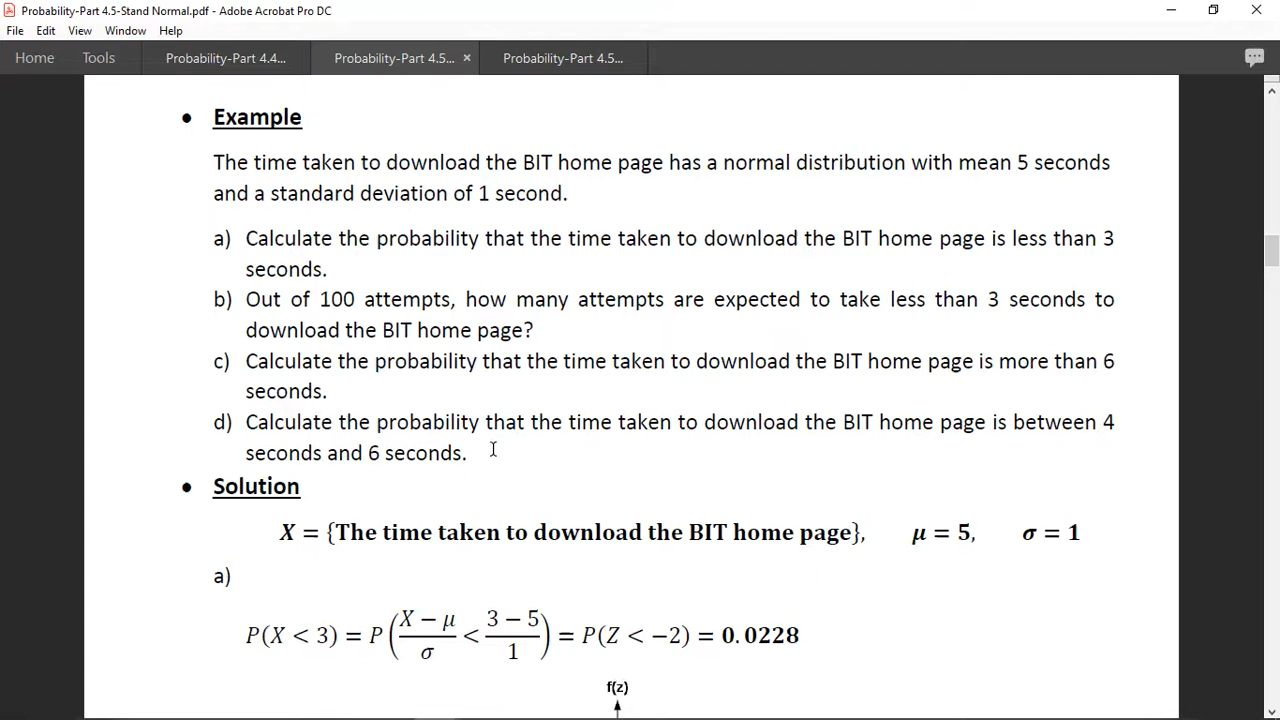 Probability-Part 4.5-Stand Normal.pdf - Adobe Acrobat Pro DC
File Edit View Window Help
Home Tools Probability-Part 4.4... Probability-Part 4.5... × Probability-Part 4.5...
• Example
The time taken to download the BIT home page has a normal distribution with mean 5 seconds
and a standard deviation of 1 second.
a) Calculate the probability that the time taken to download the BIT home page is less than 3
seconds.
b) Out of 100 attempts, how many attempts are expected to take less than 3 seconds to
download the BIT home page?
c) Calculate the probability that the time taken to download the BIT home page is more than 6
seconds.
d) Calculate the probability that the time taken to download the BIT home page is between 4
seconds and 6 seconds.
• Solution
X = {The time taken to download the BIT home page}, μ = 5, σ = 1
a)
P(X < 3) = P((X − μ)/σ < (3 − 5)/1) = P(Z < −2) = 0.0228
f(z)